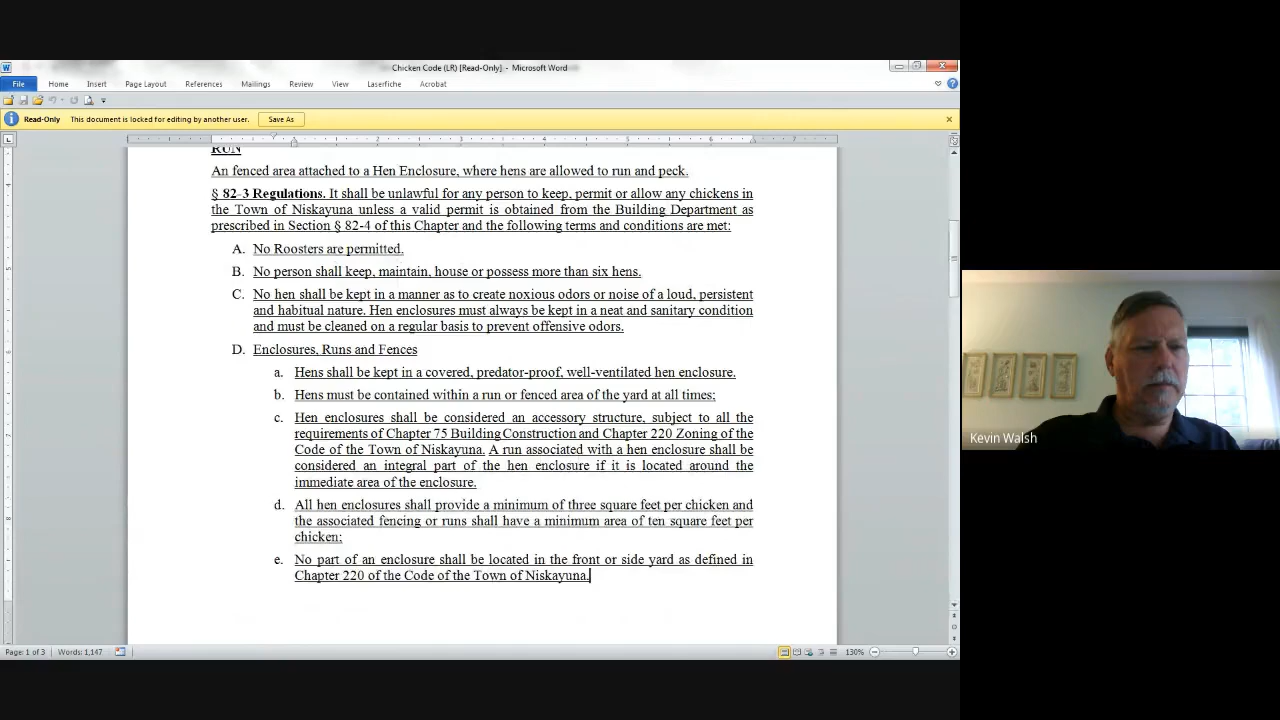 Chicken Code (LR) [Read-Only] - Microsoft Word
File Home Insert Page Layout References Mailings Review View Laserfiche Acrobat
Read-Only This document is locked for editing by another user. Save As
RUN
An fenced area attached to a Hen Enclosure, where hens are allowed to run and peck.
§ 82-3 Regulations. It shall be unlawful for any person to keep, permit or allow any chickens in
the Town of Niskayuna unless a valid permit is obtained from the Building Department as
prescribed in Section § 82-4 of this Chapter and the following terms and conditions are met:
A. No Roosters are permitted.
B. No person shall keep, maintain, house or possess more than six hens.
C. No hen shall be kept in a manner as to create noxious odors or noise of a loud, persistent
and habitual nature. Hen enclosures must always be kept in a neat and sanitary condition
and must be cleaned on a regular basis to prevent offensive odors.
D. Enclosures, Runs and Fences
a. Hens shall be kept in a covered, predator-proof, well-ventilated hen enclosure.
b. Hens must be contained within a run or fenced area of the yard at all times;
c. Hen enclosures shall be considered an accessory structure, subject to all the
requirements of Chapter 75 Building Construction and Chapter 220 Zoning of the
Code of the Town of Niskayuna. A run associated with a hen enclosure shall be
considered an integral part of the hen enclosure if it is located around the
immediate area of the enclosure.
d. All hen enclosures shall provide a minimum of three square feet per chicken and
the associated fencing or runs shall have a minimum area of ten square feet per
chicken;
e. No part of an enclosure shall be located in the front or side yard as defined in
Chapter 220 of the Code of the Town of Niskayuna.
Page: 1 of 3 Words: 1,147 130%
Kevin Walsh